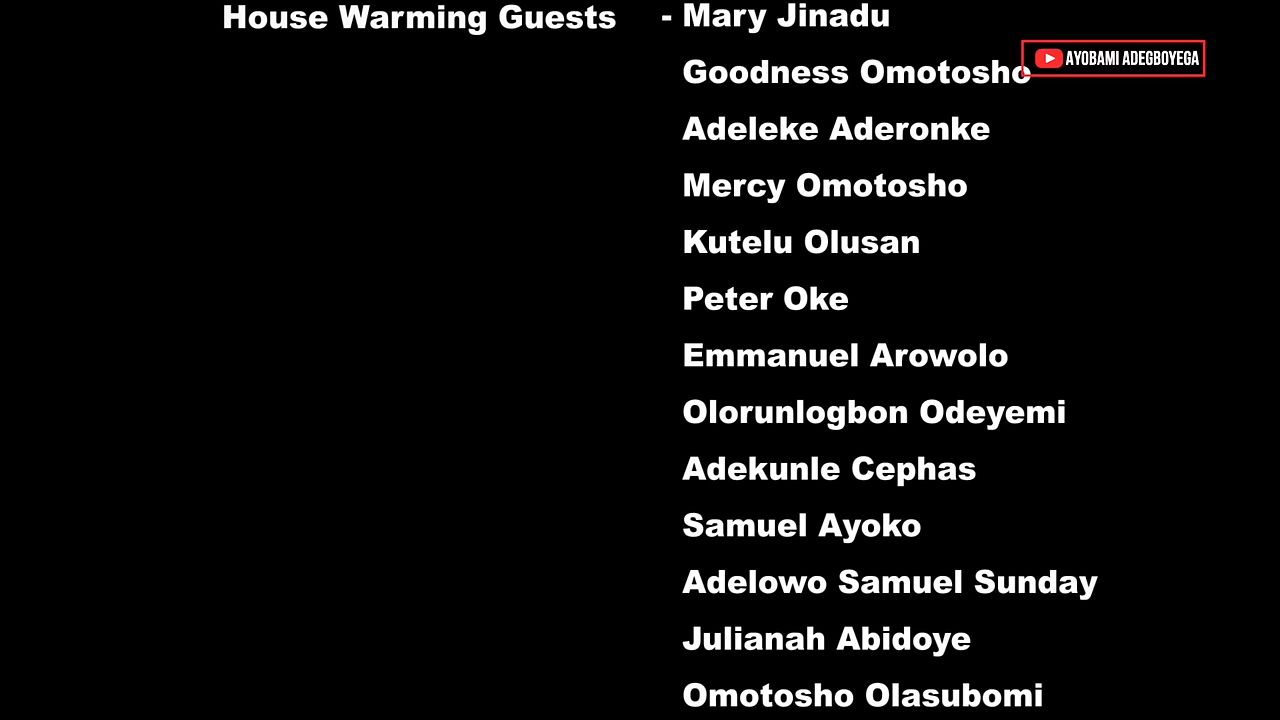 House Warming Guests - Mary Jinadu
Goodness Omotosho
AYOBAMI ADEGBOYEGA
Adeleke Aderonke
Mercy Omotosho
Kutelu Olusan
Peter Oke
Emmanuel Arowolo
Olorunlogbon Odeyemi
Adekunle Cephas
Samuel Ayoko
Adelowo Samuel Sunday
Julianah Abidoye
Omotosho Olasubomi